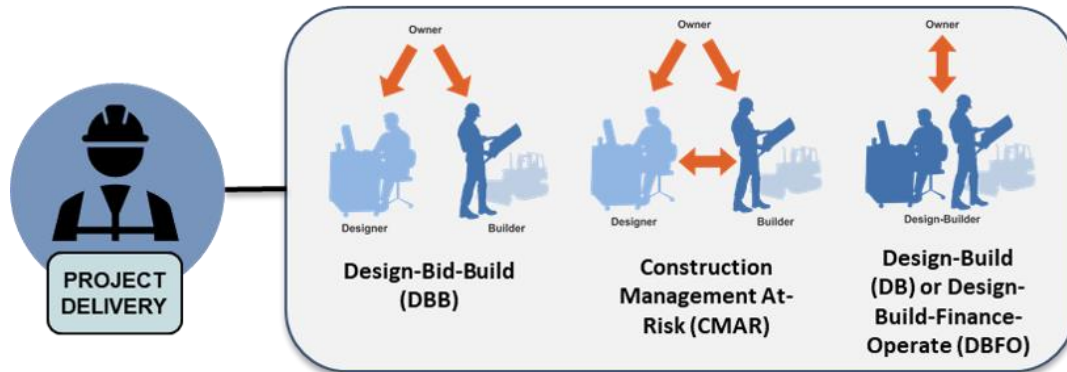 PROJECT
DELIVERY
Owner
Designer
Builder
Design-Bid-Build
(DBB)
Owner
Designer
Builder
Construction
Management At-
Risk (CMAR)
Owner
Design-Builder
Design-Build
(DB) or Design-
Build-Finance-
Operate (DBFO)